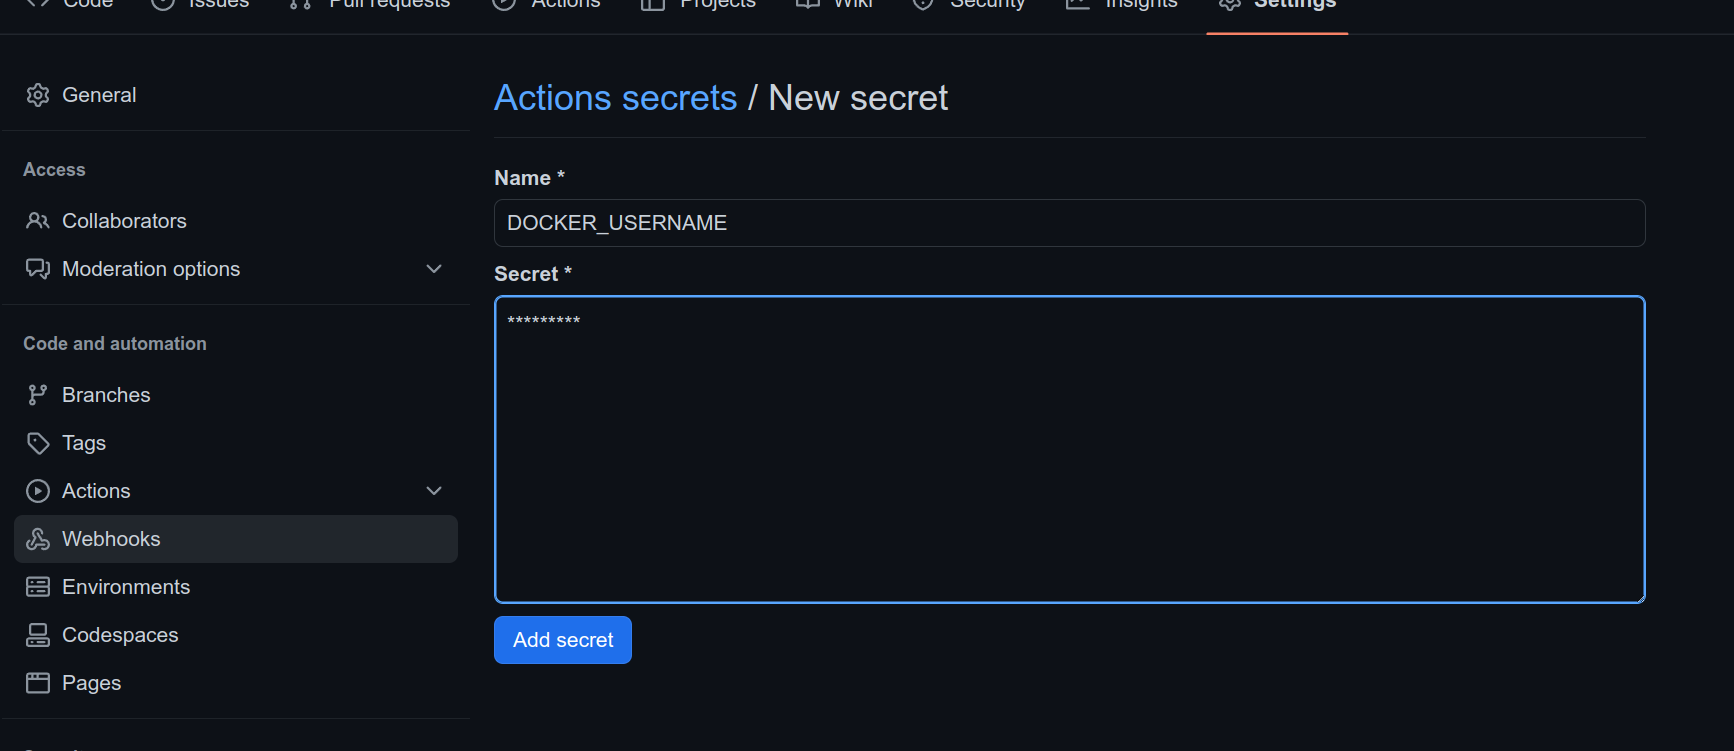 Code Issues Pull requests Actions Projects Wiki Security Insights Settings
General
Access
Collaborators
Moderation options
Code and automation
Branches
Tags
Actions
Webhooks
Environments
Codespaces
Pages
Actions secrets / New secret
Name *
DOCKER_USERNAME
Secret *
*********
Add secret